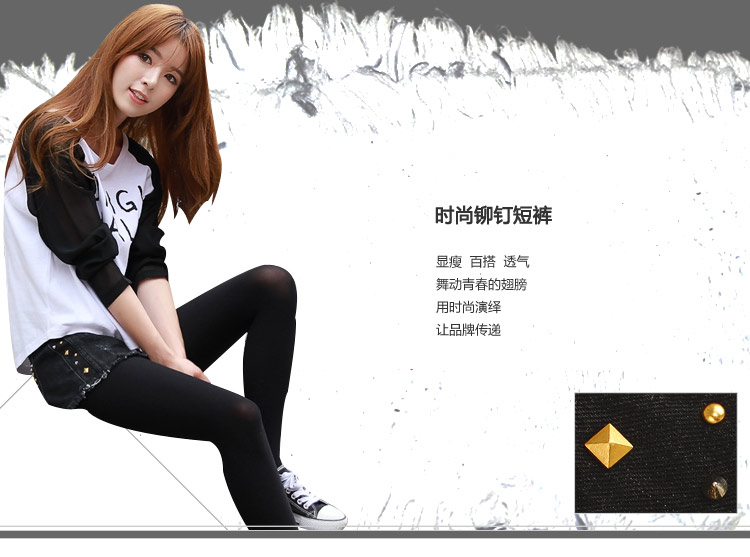 时尚铆钉短裤
显瘦 百搭 透气
舞动青春的翅膀
用时尚演绎
让品牌传递